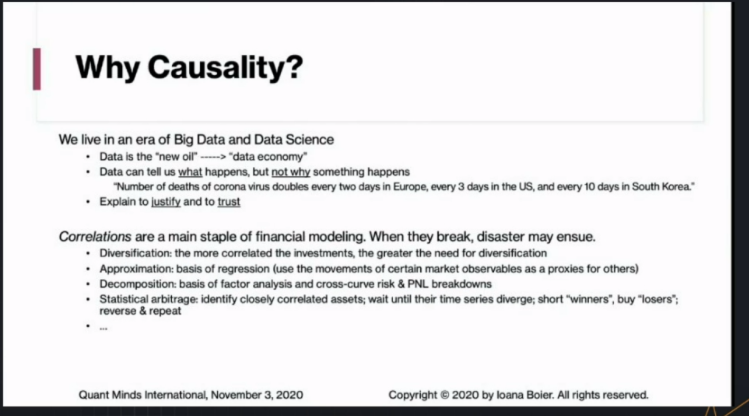 Why Causality?
We live in an era of Big Data and Data Science
• Data is the "new oil" -----> "data economy"
• Data can tell us what happens, but not why something happens
"Number of deaths of corona virus doubles every two days in Europe, every 3 days in the US, and every 10 days in South Korea."
• Explain to justify and to trust
Correlations are a main staple of financial modeling. When they break, disaster may ensue.
• Diversification: the more correlated the investments, the greater the need for diversification
• Approximation: basis of regression (use the movements of certain market observables as a proxies for others)
• Decomposition: basis of factor analysis and cross-curve risk & PNL breakdowns
• Statistical arbitrage: identify closely correlated assets; wait until their time series diverge; short "winners", buy "losers";
reverse & repeat
• ...
Quant Minds International, November 3, 2020
Copyright © 2020 by Ioana Boier. All rights reserved.